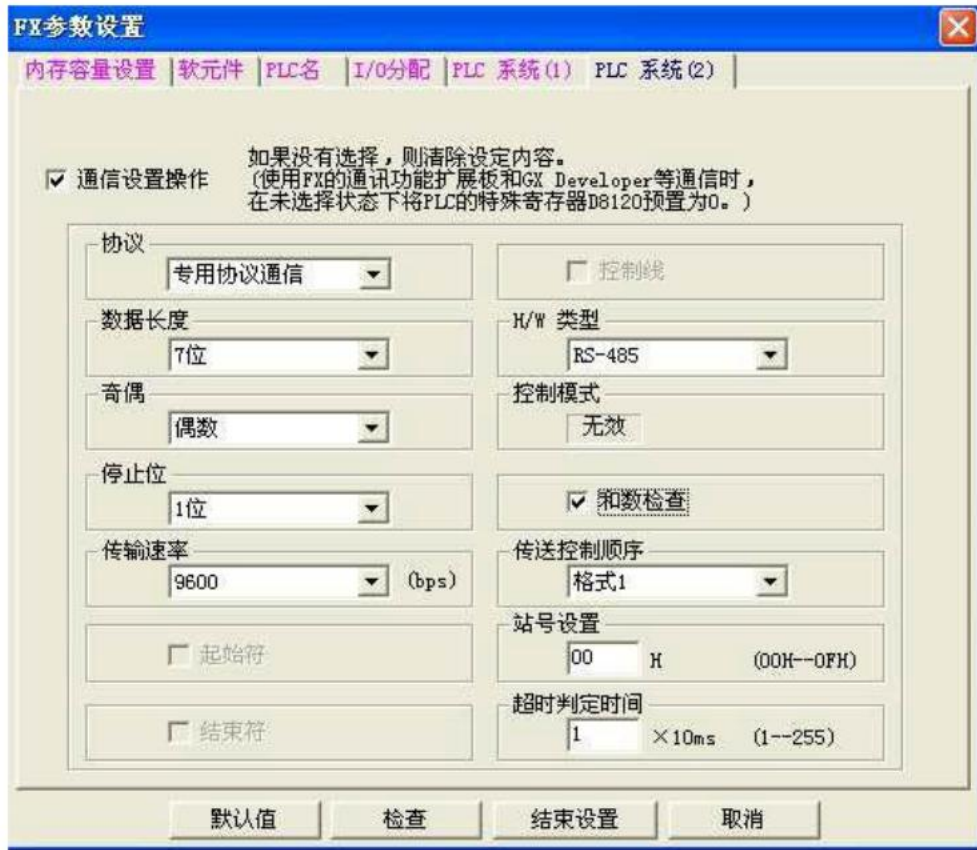 FX参数设置
内存容量设置 软元件 PLC名 I/O分配 PLC 系统(1) PLC 系统(2)
通信设置操作
如果没有选择，则清除设定内容。
(使用FX的通讯功能扩展板和GX Developer等通信时，
在未选择状态下将PLC的特殊寄存器D8120预置为0。)
协议
专用协议通信
控制线
数据长度
7位
H/W 类型
RS-485
奇偶
偶数
控制模式
无效
停止位
1位
和数检查
传输速率
9600 (bps)
传送控制顺序
格式1
起始符
站号设置
00 H (00H--0FH)
结束符
超时判定时间
1 ×10ms (1--255)
默认值 检查 结束设置 取消